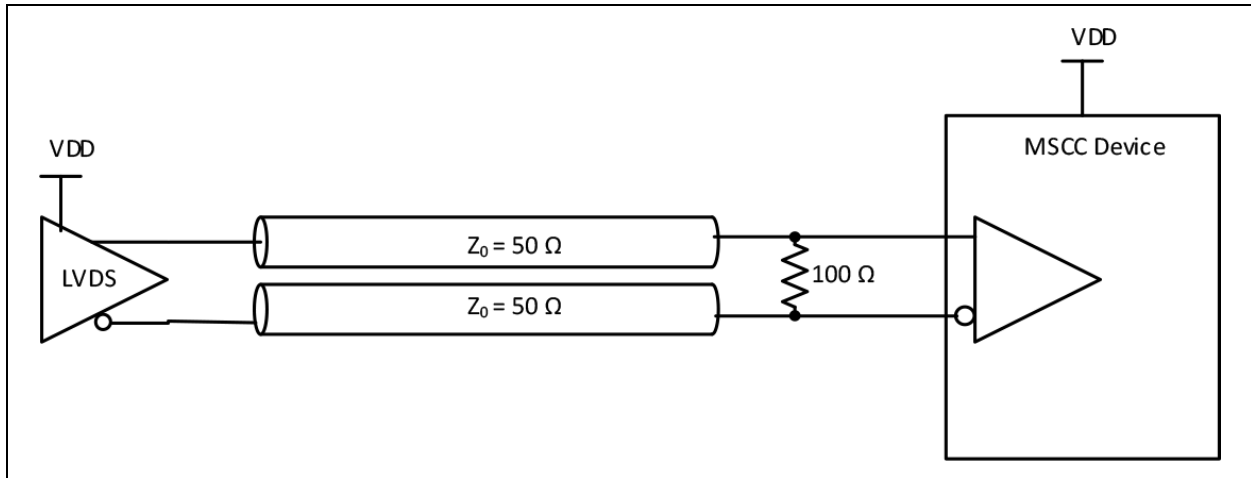 VDD
MSCC Device
VDD
LVDS
Z₀ = 50 Ω
100 Ω
Z₀ = 50 Ω